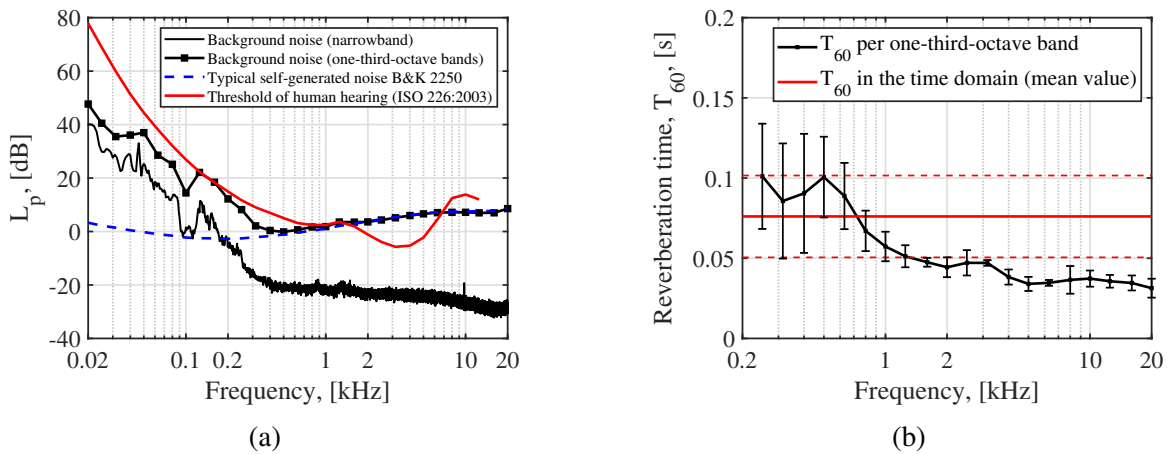 80
60
40
20
0
-20
-40
L_p, [dB]
Background noise (narrowband)
Background noise (one-third-octave bands)
Typical self-generated noise B&K 2250
Threshold of human hearing (ISO 226:2003)
0.02 0.1 0.2 1 2 10 20
Frequency, [kHz]
(a)
0.2
0.15
0.1
0.05
0
Reverberation time, T_60, [s]
T_60 per one-third-octave band
T_60 in the time domain (mean value)
0.2 1 2 10 20
Frequency, [kHz]
(b)